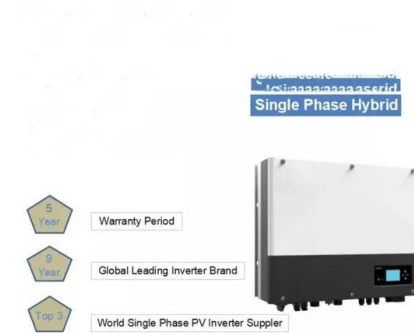 Single Phase Hybrid
5
Year
Warranty Period
9
Year
Global Leading Inverter Brand
Top 3
World Single Phase PV Inverter Suppler